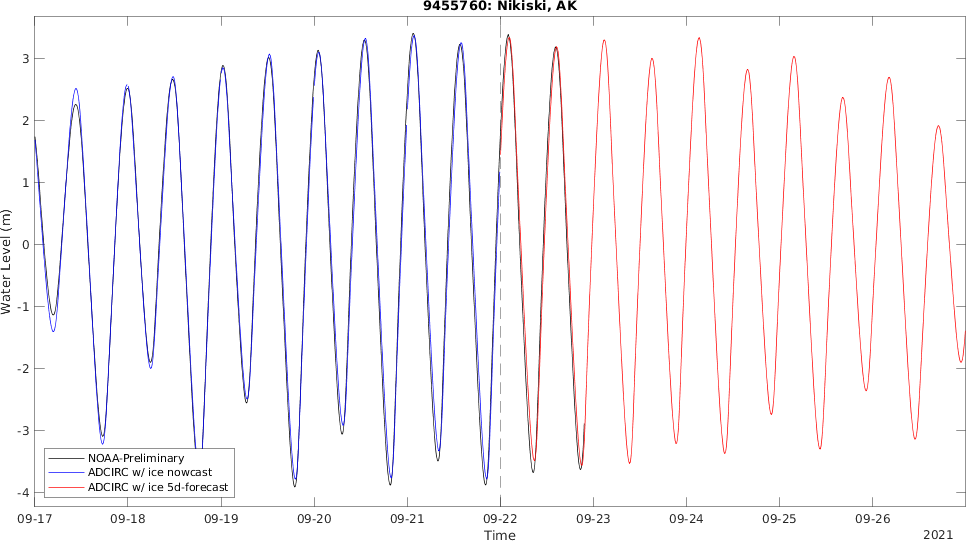 9455760: Nikiski, AK
Water Level (m)
3
2
1
0
-1
-2
-3
-4
NOAA-Preliminary
ADCIRC w/ ice nowcast
ADCIRC w/ ice 5d-forecast
09-17 09-18 09-19 09-20 09-21 09-22 09-23 09-24 09-25 09-26
Time
2021